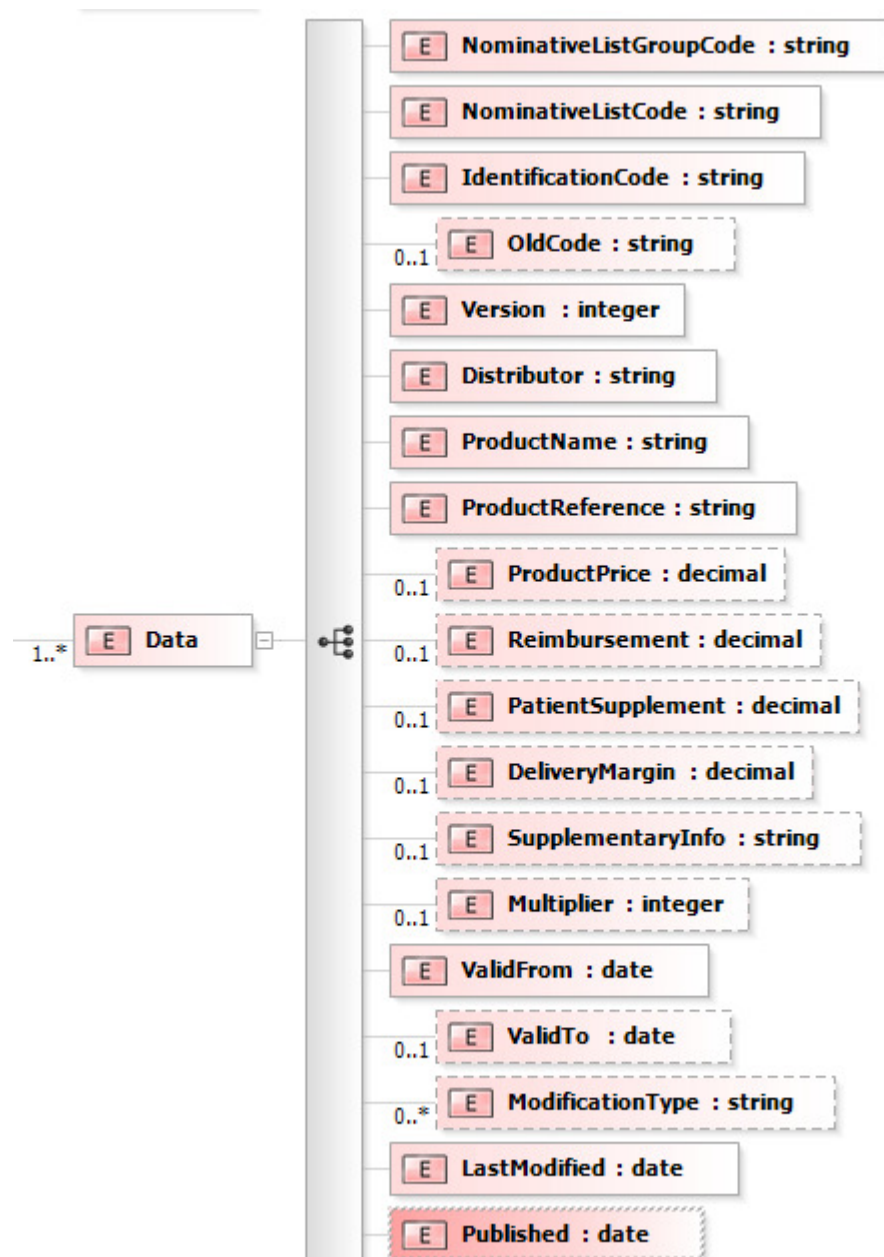 E NominativeListGroupCode : string
E NominativeListCode : string
E IdentificationCode : string
0..1 E OldCode : string
E Version : integer
E Distributor : string
E ProductName : string
E ProductReference : string
0..1 E ProductPrice : decimal
1..* E Data
0..1 E Reimbursement : decimal
0..1 E PatientSupplement : decimal
0..1 E DeliveryMargin : decimal
0..1 E SupplementaryInfo : string
0..1 E Multiplier : integer
E ValidFrom : date
0..1 E ValidTo : date
0..* E ModificationType : string
E LastModified : date
E Published : date